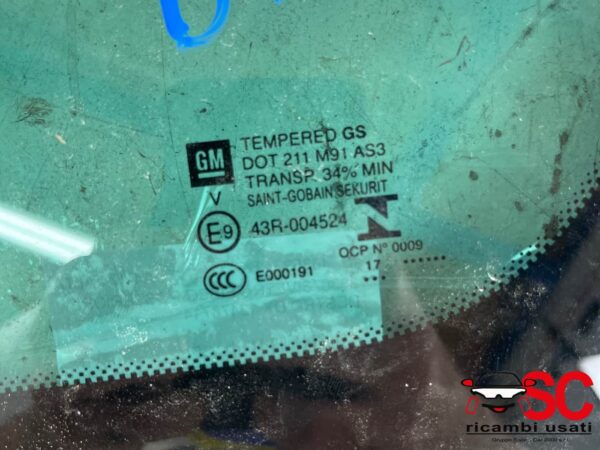 TEMPERED GS
GM
DOT 211 M91 AS3
TRANSP. 34% MIN
V
SAINT-GOBAIN SEKURIT
E9
43R-004524
N
OCP N° 0009
CCC
E000191
17
SC
ricambi usati